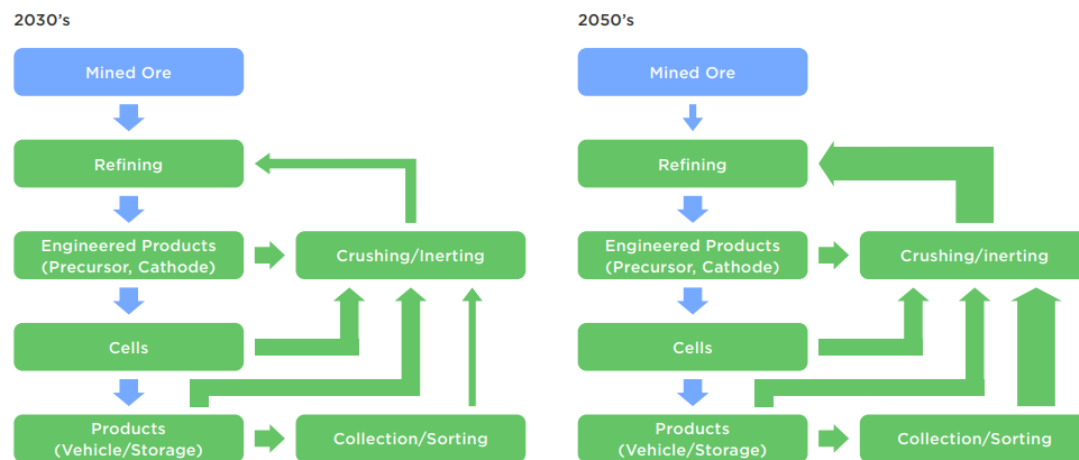 2030's
Mined Ore
Refining
Engineered Products
(Precursor, Cathode)
Crushing/Inerting
Cells
Products
(Vehicle/Storage)
Collection/Sorting
2050's
Mined Ore
Refining
Engineered Products
(Precursor, Cathode)
Crushing/inerting
Cells
Products
(Vehicle/Storage)
Collection/Sorting